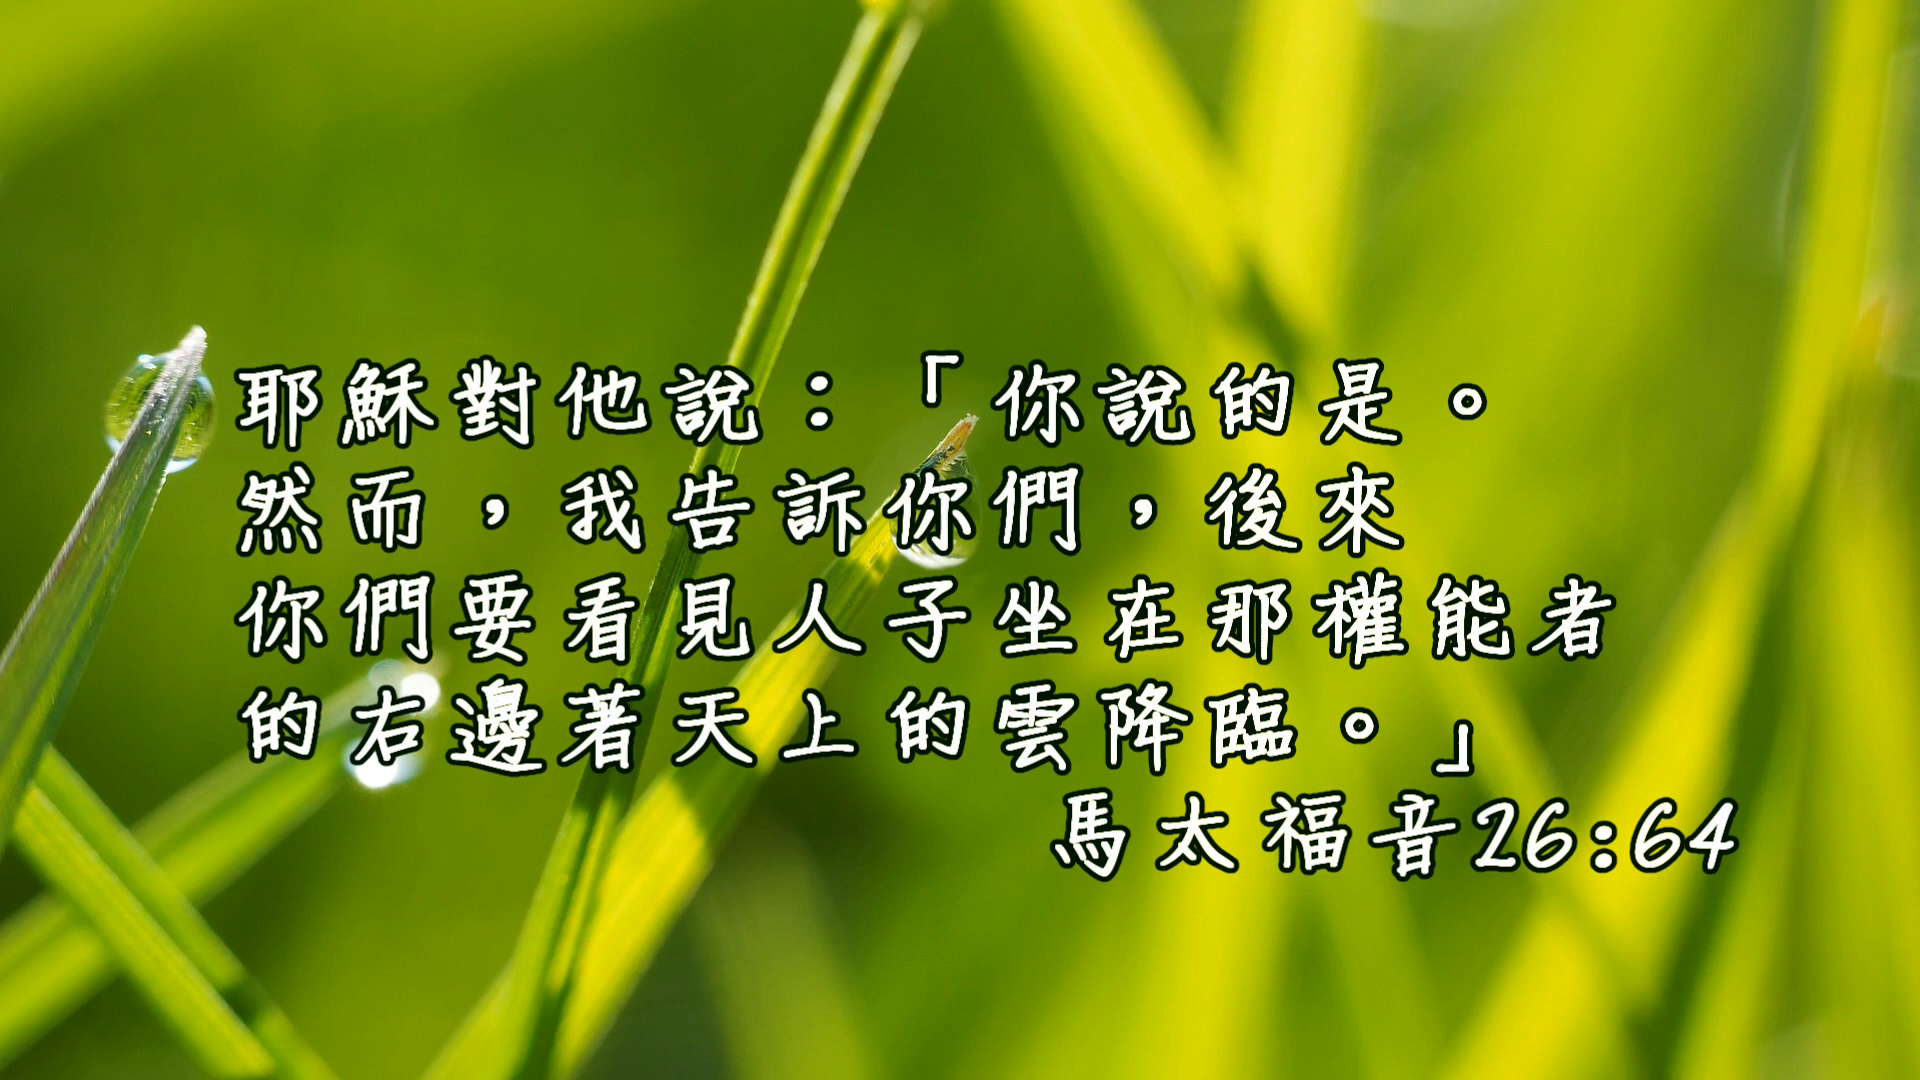 耶穌對他說：「你說的是。
然而，我告訴你們，後來
你們要看見人子坐在那權能者
的右邊著天上的雲降臨。」
馬太福音26:64